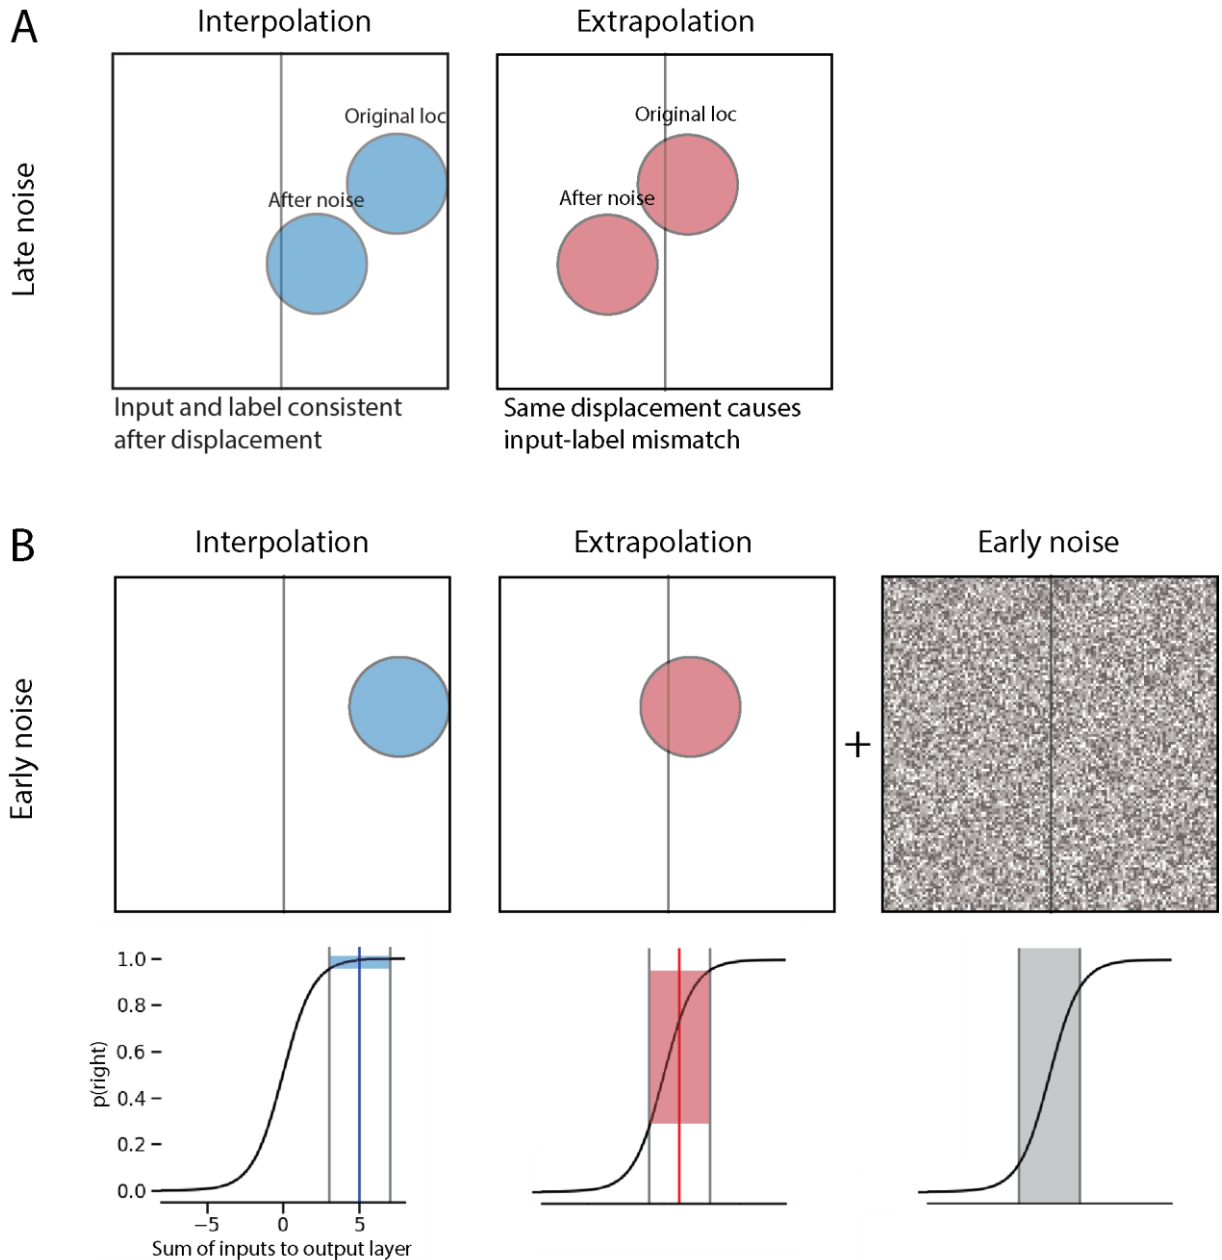 A
Interpolation
Extrapolation
Late noise
Original loc
After noise
Original loc
After noise
Input and label consistent
after displacement
Same displacement causes
input-label mismatch
B
Interpolation
Extrapolation
Early noise
Early noise
+
1.0
0.8
0.6
0.4
0.2
0.0
p(right)
−5
0
5
Sum of inputs to output layer